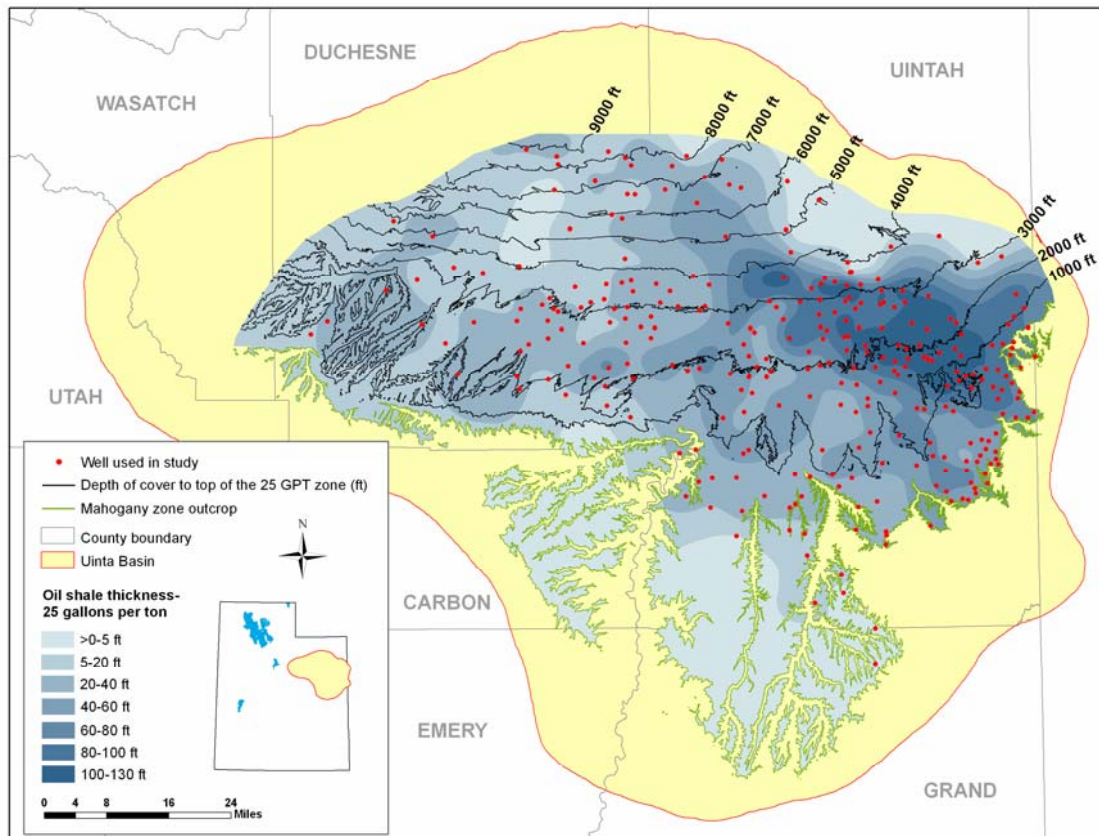 DUCHESNE
UINTAH
WASATCH
9000 ft
8000 ft
7000 ft
6000 ft
5000 ft
4000 ft
3000 ft
2000 ft
1000 ft
UTAH
CARBON
EMERY
GRAND
Well used in study
Depth of cover to top of the 25 GPT zone (ft)
Mahogany zone outcrop
County boundary
Uinta Basin
N
Oil shale thickness-
25 gallons per ton
>0-5 ft
5-20 ft
20-40 ft
40-60 ft
60-80 ft
80-100 ft
100-130 ft
0 4 8 16 24
Miles